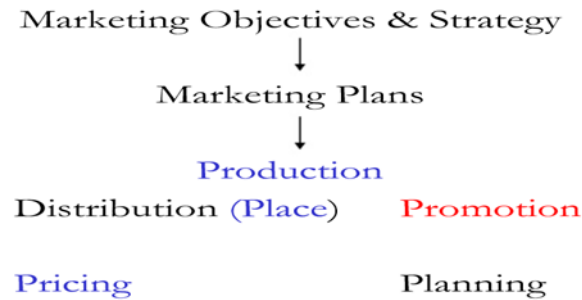 Marketing Objectives & Strategy
Marketing Plans
Production
Distribution (Place) Promotion
Pricing Planning